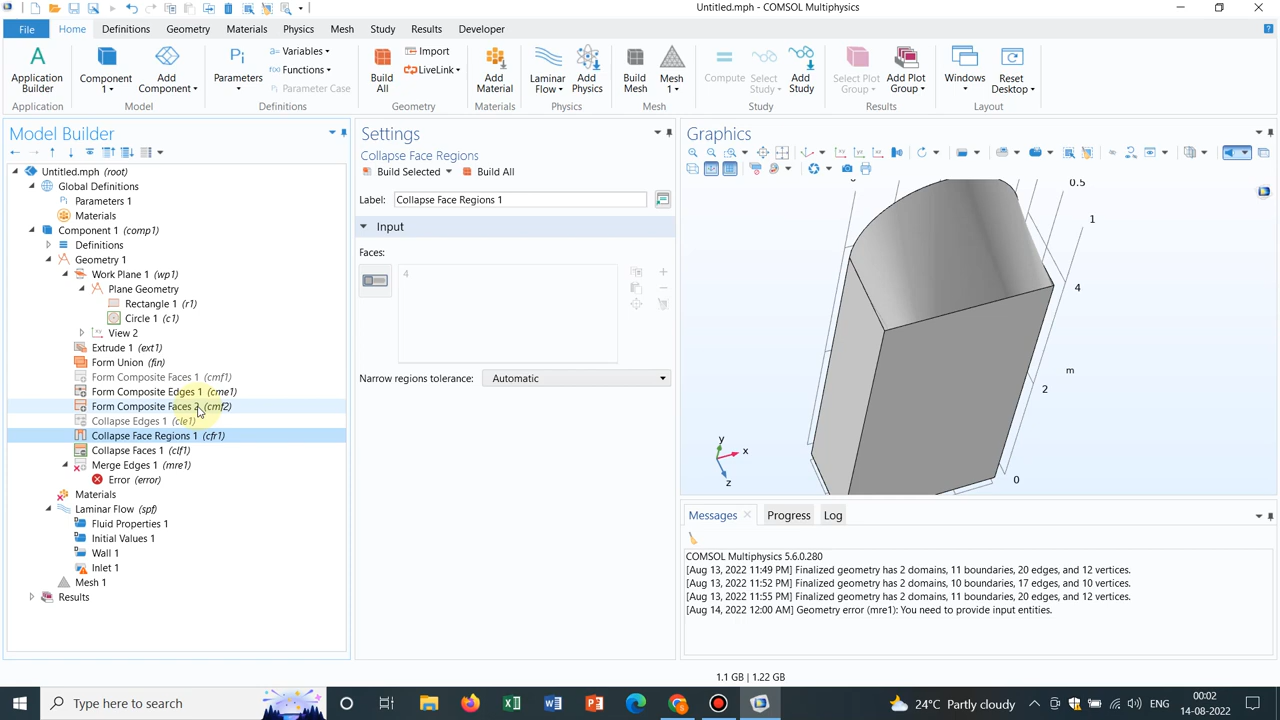 Untitled.mph - COMSOL Multiphysics
File Home Definitions Geometry Materials Physics Mesh Study Results Developer
Application Builder
Application
Component 1
Add Component
Model
Parameters
Variables
Functions
Parameter Case
Definitions
Build All
Import
LiveLink
Geometry
Add Material
Materials
Laminar Flow
Add Physics
Physics
Build Mesh
Mesh 1
Mesh
Compute
Select Study
Add Study
Study
Select Plot Group
Add Plot Group
Results
Windows
Reset Desktop
Layout
Model Builder
Untitled.mph (root)
Global Definitions
Parameters 1
Materials
Component 1 (comp1)
Definitions
Geometry 1
Work Plane 1 (wp1)
Plane Geometry
Rectangle 1 (r1)
Circle 1 (c1)
View 2
Extrude 1 (ext1)
Form Union (fin)
Form Composite Faces 1 (cmf1)
Form Composite Edges 1 (cme1)
Form Composite Faces 2 (cmf2)
Collapse Edges 1 (cle1)
Collapse Face Regions 1 (cfr1)
Collapse Faces 1 (clf1)
Merge Edges 1 (mre1)
Error (error)
Materials
Laminar Flow (spf)
Fluid Properties 1
Initial Values 1
Wall 1
Inlet 1
Mesh 1
Results
Settings
Collapse Face Regions
Build Selected Build All
Label: Collapse Face Regions 1
Input
Faces:
4
Narrow regions tolerance: Automatic
Graphics
0.5
1
4
m
2
0
y
x
z
Messages Progress Log
COMSOL Multiphysics 5.6.0.280
[Aug 13, 2022 11:49 PM] Finalized geometry has 2 domains, 11 boundaries, 20 edges, and 12 vertices.
[Aug 13, 2022 11:52 PM] Finalized geometry has 2 domains, 10 boundaries, 17 edges, and 10 vertices.
[Aug 13, 2022 11:55 PM] Finalized geometry has 2 domains, 11 boundaries, 20 edges, and 12 vertices.
[Aug 14, 2022 12:00 AM] Geometry error (mre1): You need to provide input entities.
1.1 GB | 1.22 GB
Type here to search
24°C Partly cloudy
ENG
00:02
14-08-2022